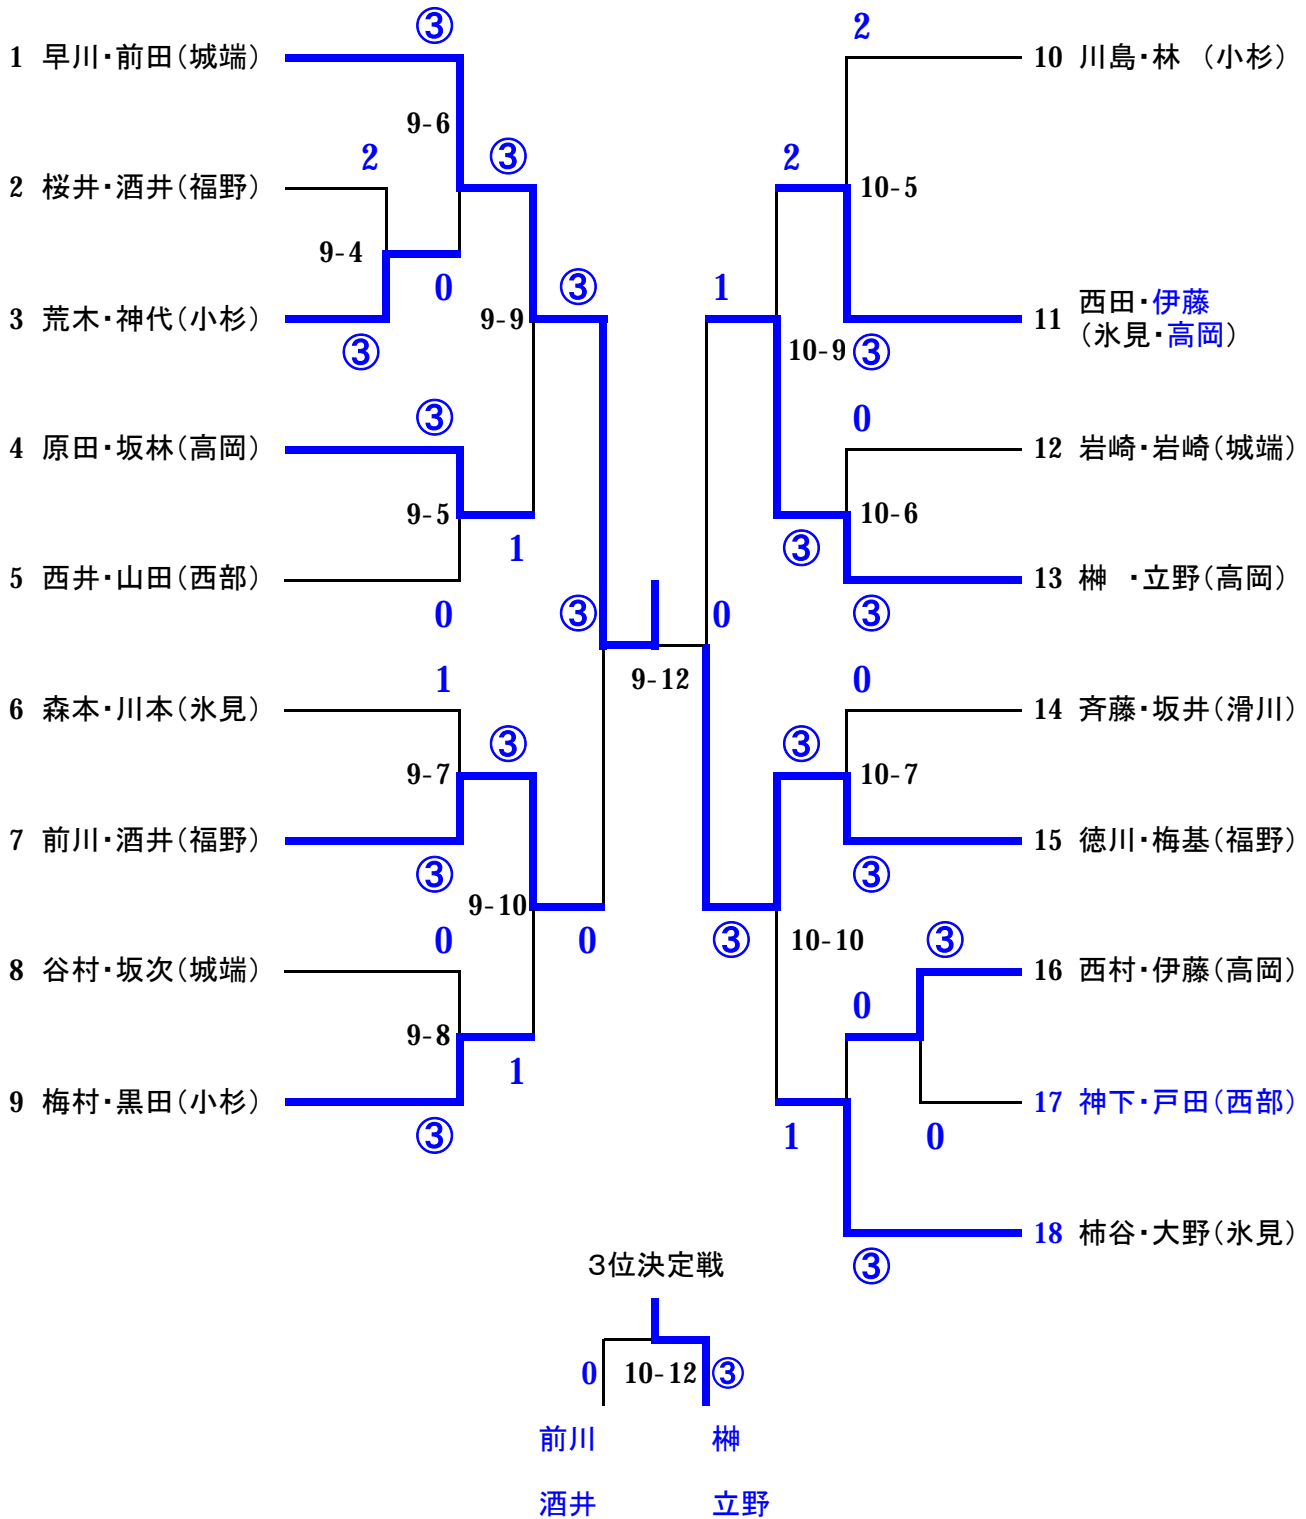 ③
2
1 早川・前田（城端）
10 川島・林　（小杉）
9-6
2
③
2
2 桜井・酒井（福野）
10-5
9-4
0
③
1
3 荒木・神代（小杉）
9-9
11 西田・伊藤
（氷見・高岡）
③
10-9
③
③
0
4 原田・坂林（高岡）
12 岩崎・岩崎（城端）
9-5
10-6
1
③
5 西井・山田（西部）
13 榊　・立野（高岡）
0
③
0
③
1
9-12
0
6 森本・川本（氷見）
14 斉藤・坂井（滑川）
③
③
9-7
10-7
7 前川・酒井（福野）
15 徳川・梅基（福野）
③
③
9-10
0
0
③
10-10
③
8 谷村・坂次（城端）
16 西村・伊藤（高岡）
0
9-8
1
9 梅村・黒田（小杉）
17 神下・戸田（西部）
③
1
0
18 柿谷・大野（氷見）
3位決定戦
③
0
10-12
③
前川
榊
酒井
立野